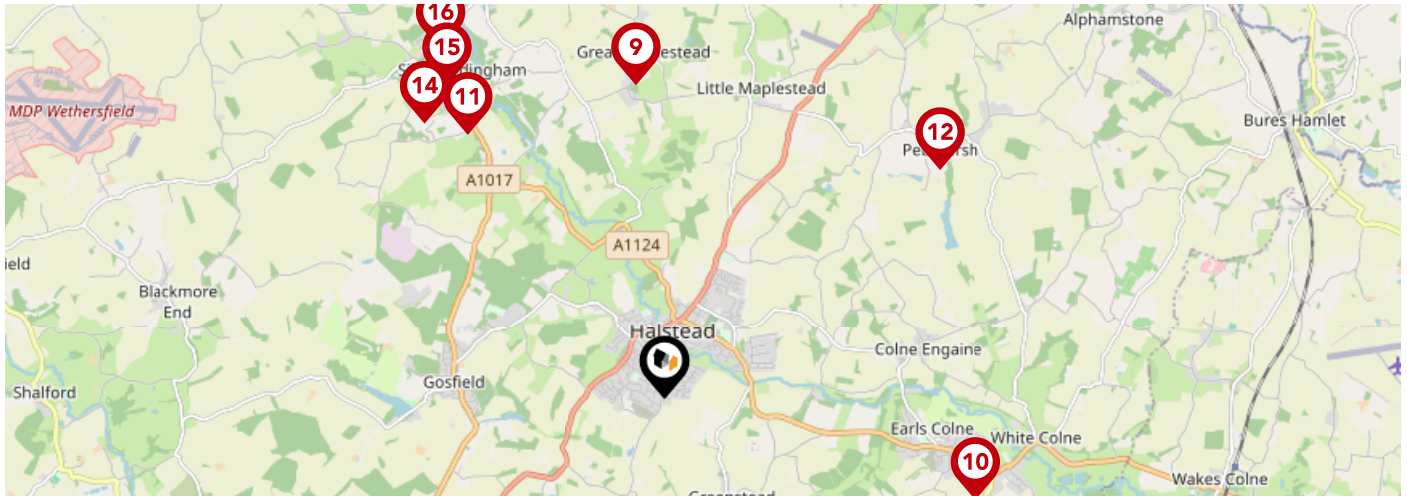 16
Alphamstone
15
9
Little Maplestead
14
11
MDP Wethersfield
12
Bures Hamlet
A1017
A1124
Blackmore
End
Halstead
Colne Engaine
Gosfield
Shalford
Earls Colne
White Colne
10
Wakes Colne